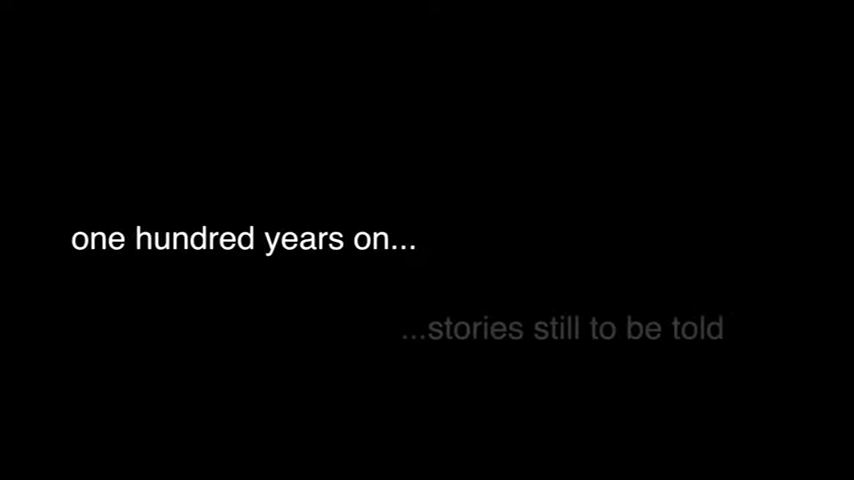 one hundred years on...
...stories still to be told